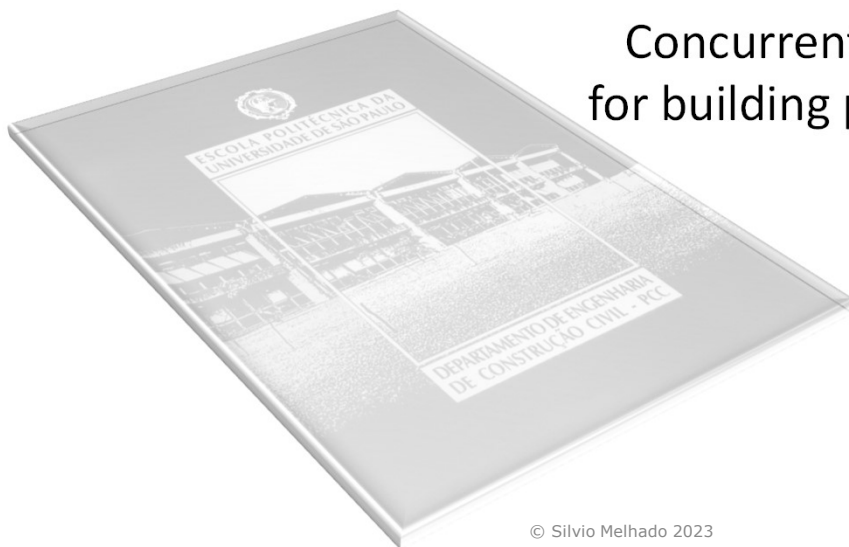 Concurrent
for building p
ESCOLA POLITÉCNICA DA
UNIVERSIDADE DE SÃO PAULO
DEPARTAMENTO DE ENGENHARIA
DE CONSTRUÇÃO CIVIL - PCC
© Silvio Melhado 2023